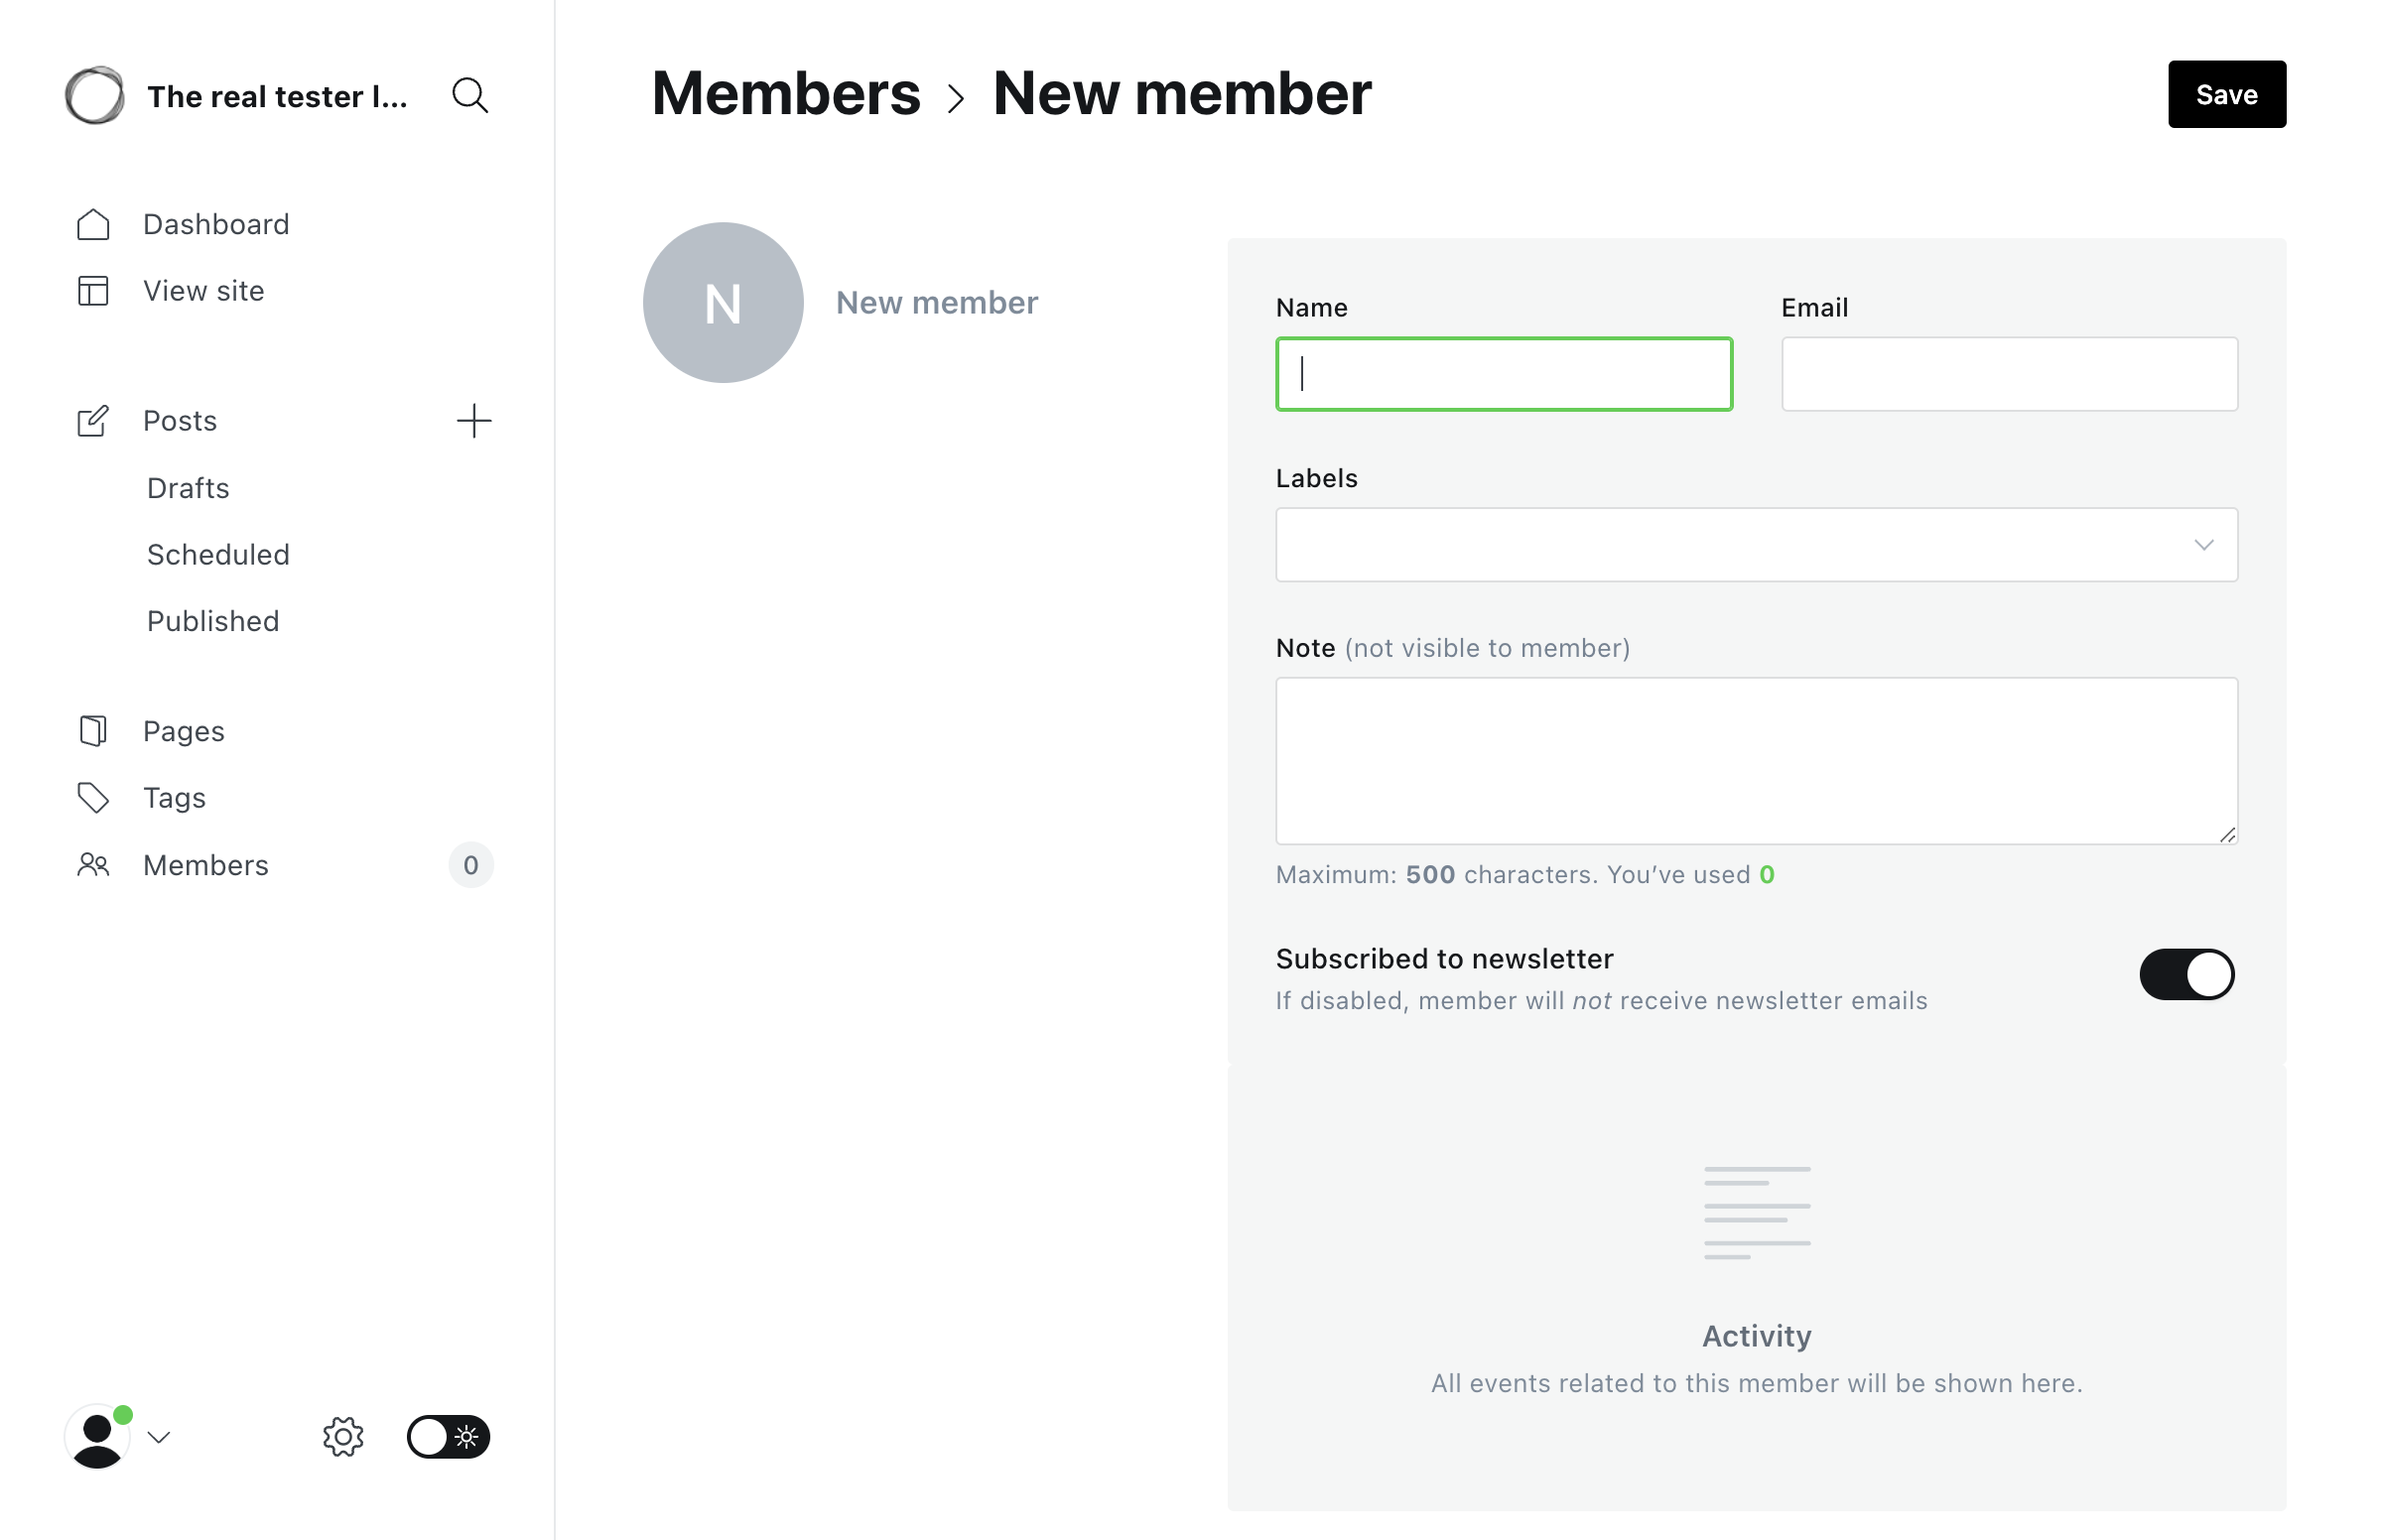 The real tester l...
Dashboard
View site
Posts
Drafts
Scheduled
Published
Pages
Tags
Members 0
Members > New member
Save
N New member
Name Email
Labels
Note (not visible to member)
Maximum: 500 characters. You’ve used 0
Subscribed to newsletter
If disabled, member will not receive newsletter emails
Activity
All events related to this member will be shown here.